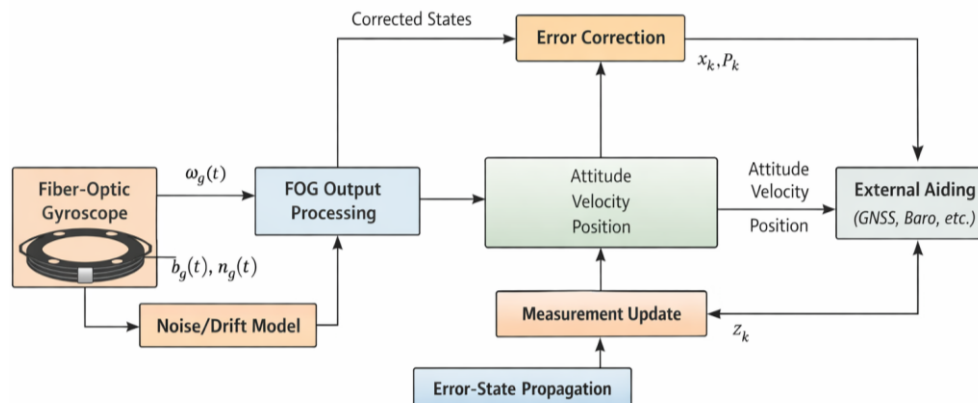 Corrected States
Error Correction
x_k, P_k
Fiber-Optic
Gyroscope
ω_g(t)
b_g(t), n_g(t)
FOG Output
Processing
Attitude
Velocity
Position
Attitude
Velocity
Position
External Aiding
(GNSS, Baro, etc.)
Noise/Drift Model
Measurement Update
z_k
Error-State Propagation